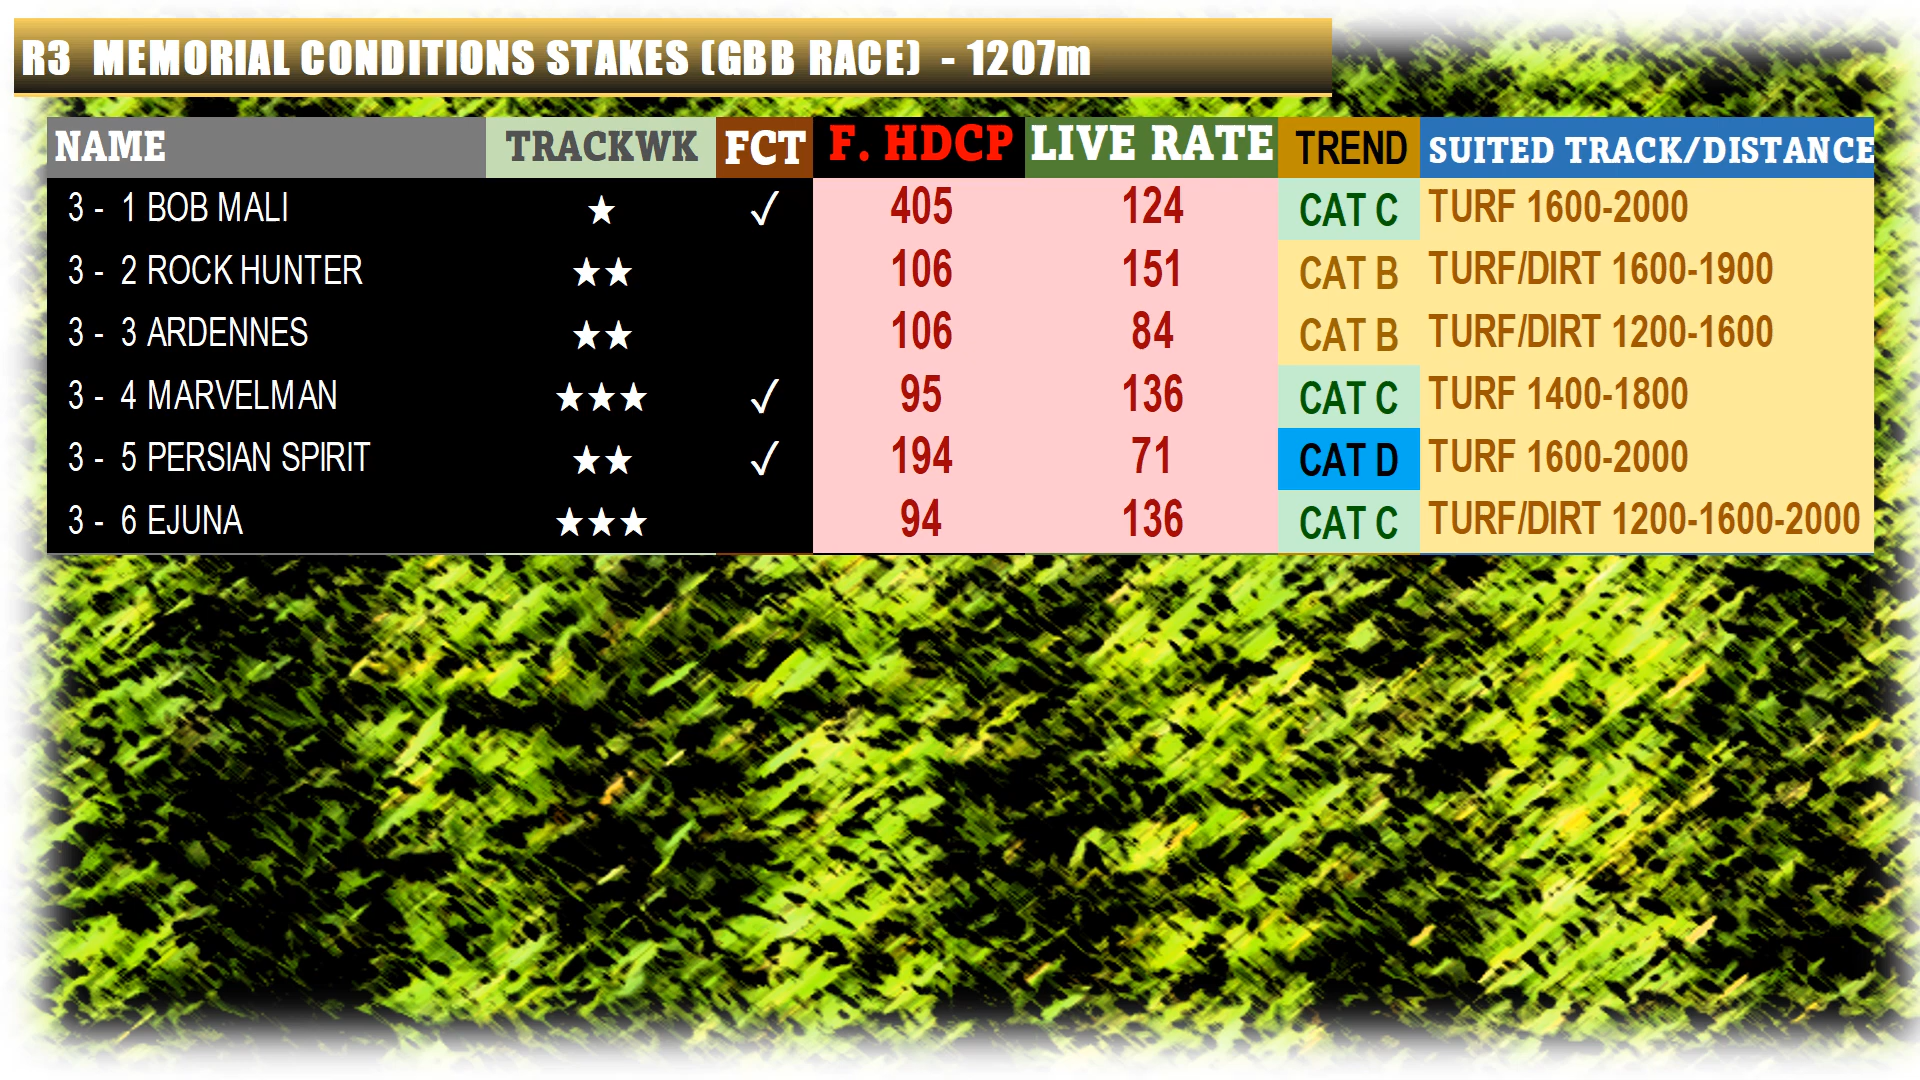 R3 MEMORIAL CONDITIONS STAKES (GBB RACE) - 1207m
NAME TRACKWK FCT F. HDCP LIVE RATE TREND SUITED TRACK/DISTANCE
3 - 1 BOB MALI ★ ✓ 405 124 CAT C TURF 1600-2000
3 - 2 ROCK HUNTER ★★ 106 151 CAT B TURF/DIRT 1600-1900
3 - 3 ARDENNES ★★ 106 84 CAT B TURF/DIRT 1200-1600
3 - 4 MARVELMAN ★★★ ✓ 95 136 CAT C TURF 1400-1800
3 - 5 PERSIAN SPIRIT ★★ ✓ 194 71 CAT D TURF 1600-2000
3 - 6 EJUNA ★★★ 94 136 CAT C TURF/DIRT 1200-1600-2000